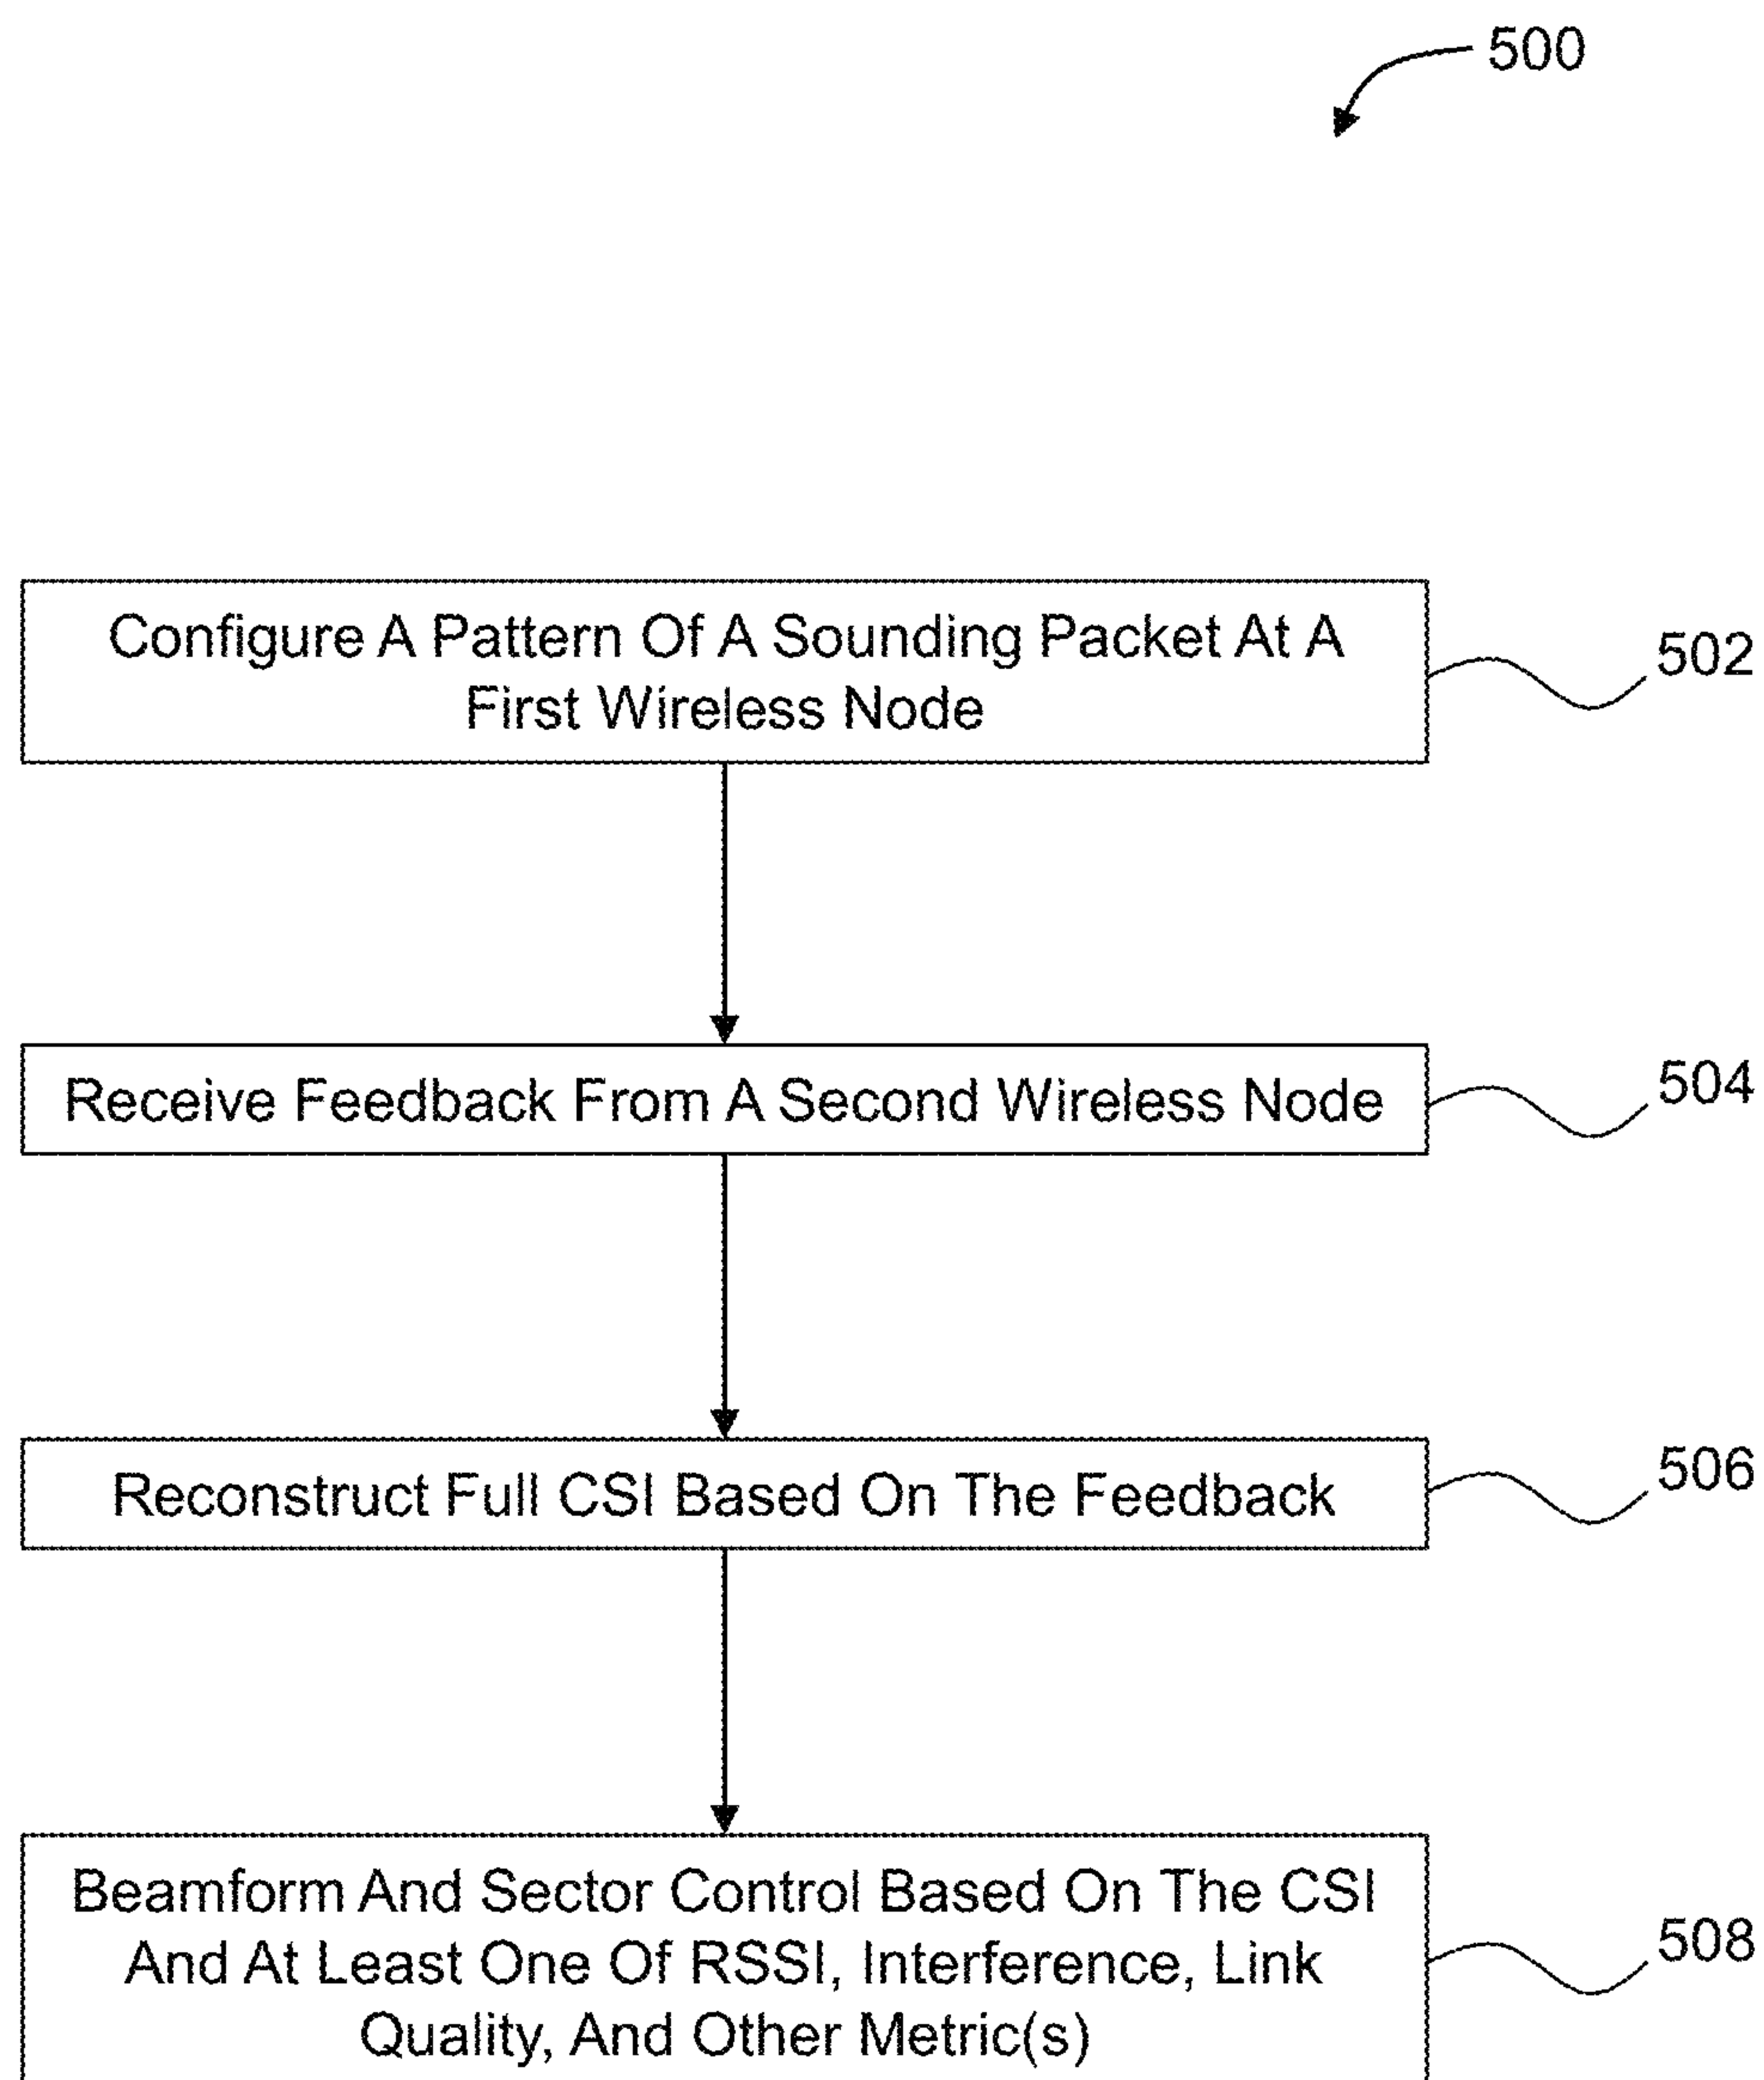 500
Configure A Pattern Of A Sounding Packet At A
First Wireless Node
502
Receive Feedback From A Second Wireless Node
504
Reconstruct Full CSI Based On The Feedback
506
Beamform And Sector Control Based On The CSI
And At Least One Of RSSI, Interference, Link
Quality, And Other Metric(s)
508